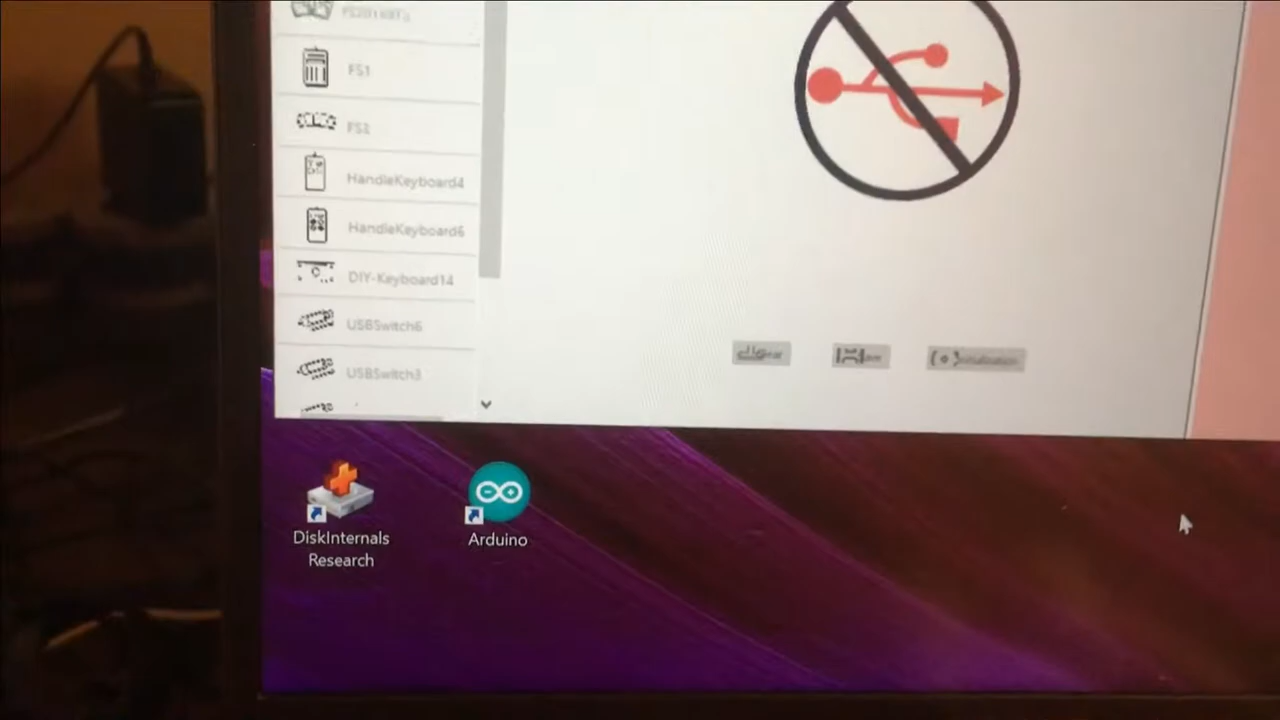 FS1
FS2
HandleKeyboard4
HandleKeyboard6
DIY-Keyboard14
USBSwitch6
USBSwitch3
DiskInternals
Research
Arduino